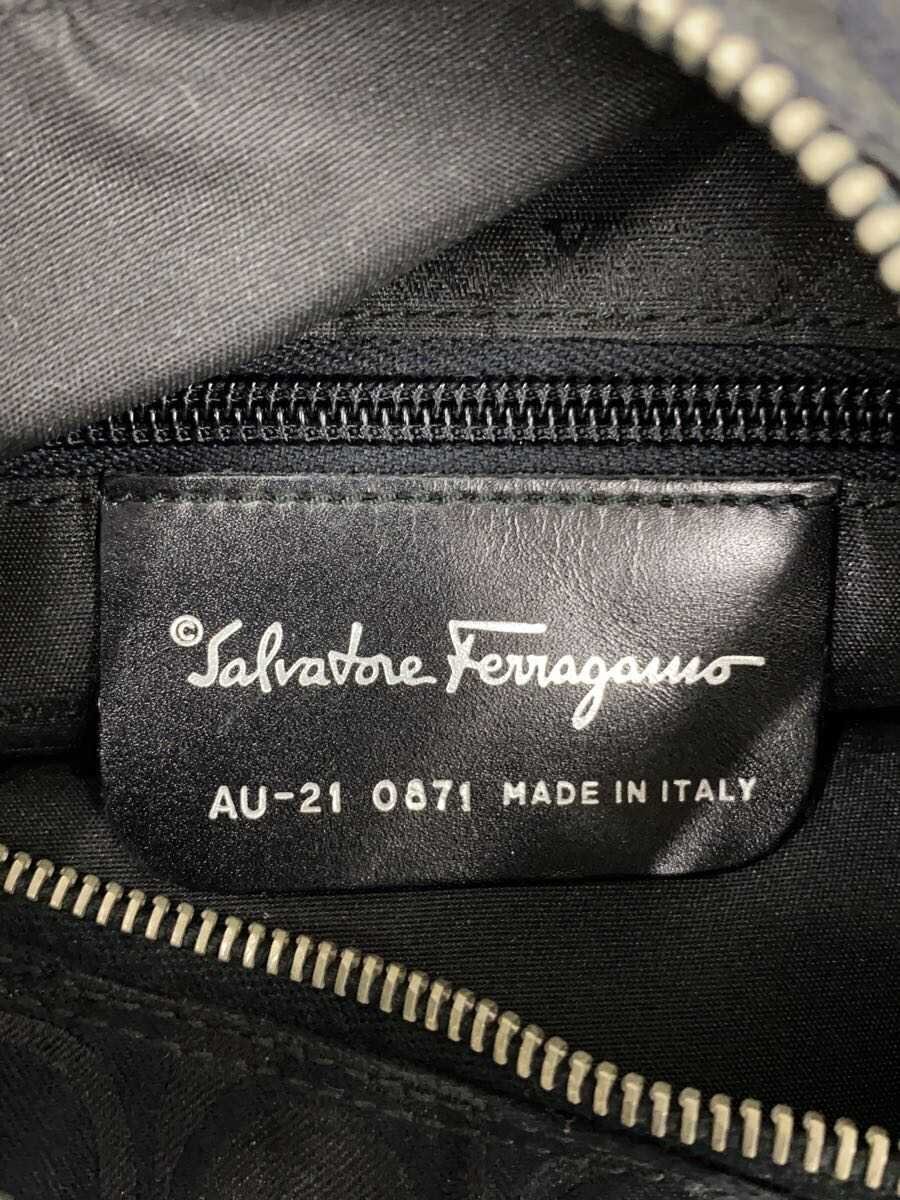 ©Salvatore Ferragamo
AU-21 0871 MADE IN ITALY